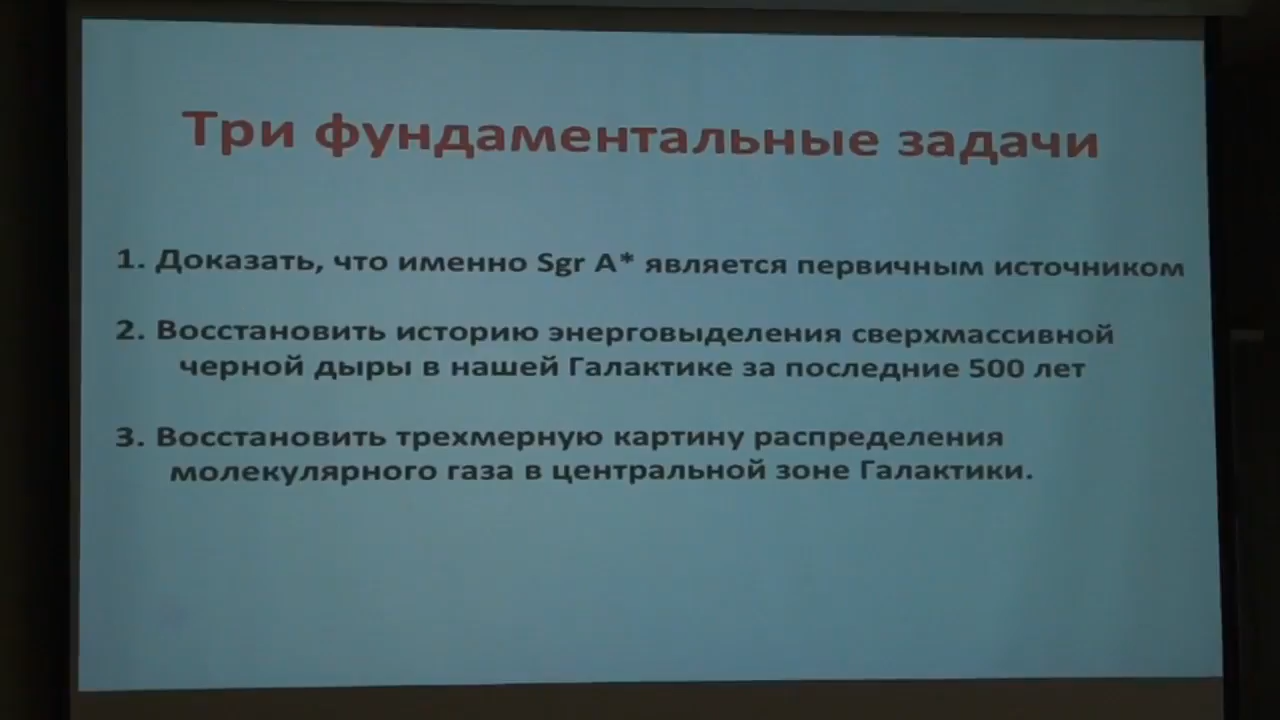 Три фундаментальные задачи
1. Доказать, что именно Sgr A* является первичным источником
2. Восстановить историю энерговыделения сверхмассивной
черной дыры в нашей Галактике за последние 500 лет
3. Восстановить трехмерную картину распределения
молекулярного газа в центральной зоне Галактики.